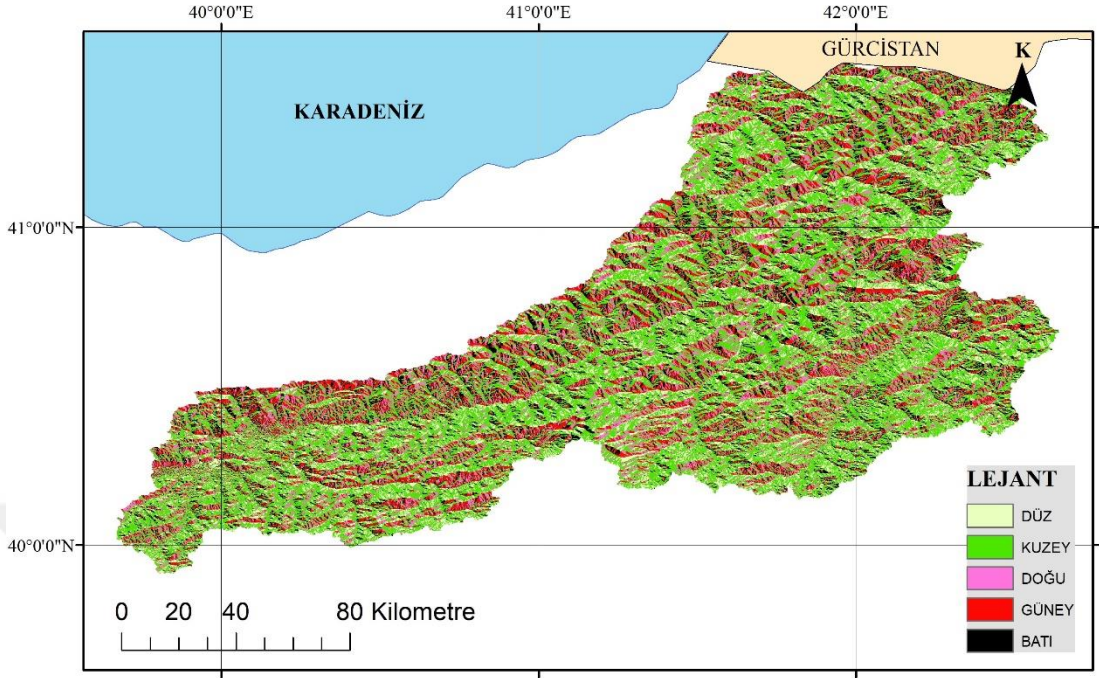 40°0'0"E 41°0'0"E 42°0'0"E
GÜRCİSTAN
K
KARADENİZ
41°0'0"N
40°0'0"N
LEJANT
DÜZ
KUZEY
DOĞU
GÜNEY
BATI
0 20 40 80 Kilometre